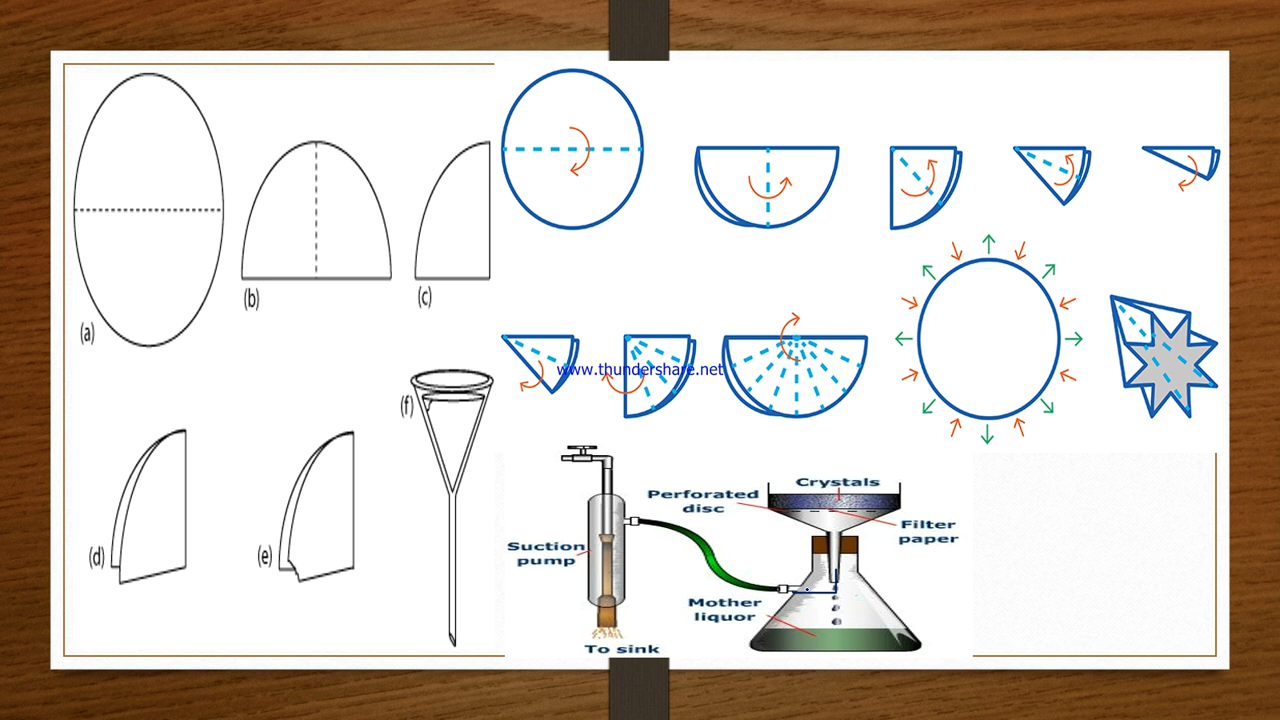 (a)
(b)
(c)
(d)
(e)
(f)
www.thundershare.net
Crystals
Perforated
disc
Filter
paper
Suction
pump
Mother
liquor
To sink